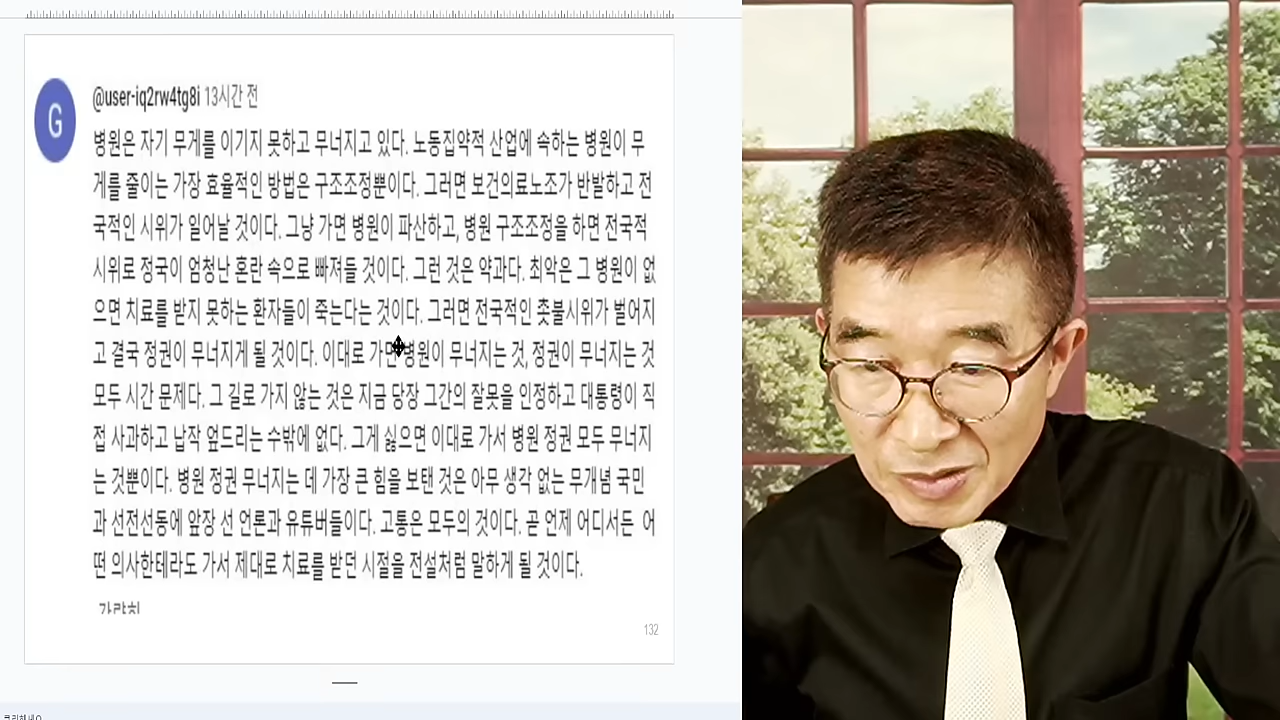 G
@user-iq2rw4tg8i 13시간 전
병원은 자기 무게를 이기지 못하고 무너지고 있다. 노동집약적 산업에 속하는 병원이 무
게를 줄이는 가장 효율적인 방법은 구조조정뿐이다. 그러면 보건의료노조가 반발하고 전
국적인 시위가 일어날 것이다. 그냥 가면 병원이 파산하고, 병원 구조조정을 하면 전국적
시위로 정국이 엄청난 혼란 속으로 빠져들 것이다. 그런 것은 약과다. 최악은 그 병원이 없
으면 치료를 받지 못하는 환자들이 죽는다는 것이다. 그러면 전국적인 촛불시위가 벌어지
고 결국 정권이 무너지게 될 것이다. 이대로 가면 병원이 무너지는 것, 정권이 무너지는 것
모두 시간 문제다. 그 길로 가지 않는 것은 지금 당장 그간의 잘못을 인정하고 대통령이 직
접 사과하고 납작 엎드리는 수밖에 없다. 그게 싫으면 이대로 가서 병원 정권 모두 무너지
는 것뿐이다. 병원 정권 무너지는 데 가장 큰 힘을 보탠 것은 아무 생각 없는 무개념 국민
과 선전선동에 앞장 선 언론과 유튜버들이다. 고통은 모두의 것이다. 곧 언제 어디서든 어
떤 의사한테라도 가서 제대로 치료를 받던 시절을 전설처럼 말하게 될 것이다.
132